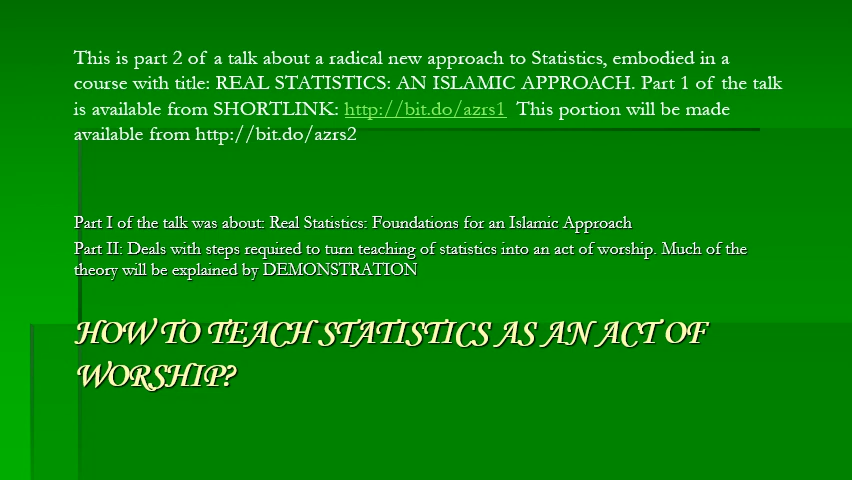 This is part 2 of a talk about a radical new approach to Statistics, embodied in a
course with title: REAL STATISTICS: AN ISLAMIC APPROACH. Part 1 of the talk
is available from SHORTLINK: http://bit.do/azrs1 This portion will be made
available from http://bit.do/azrs2
Part I of the talk was about: Real Statistics: Foundations for an Islamic Approach
Part II: Deals with steps required to turn teaching of statistics into an act of worship. Much of the
theory will be explained by DEMONSTRATION
HOW TO TEACH STATISTICS AS AN ACT OF
WORSHIP?